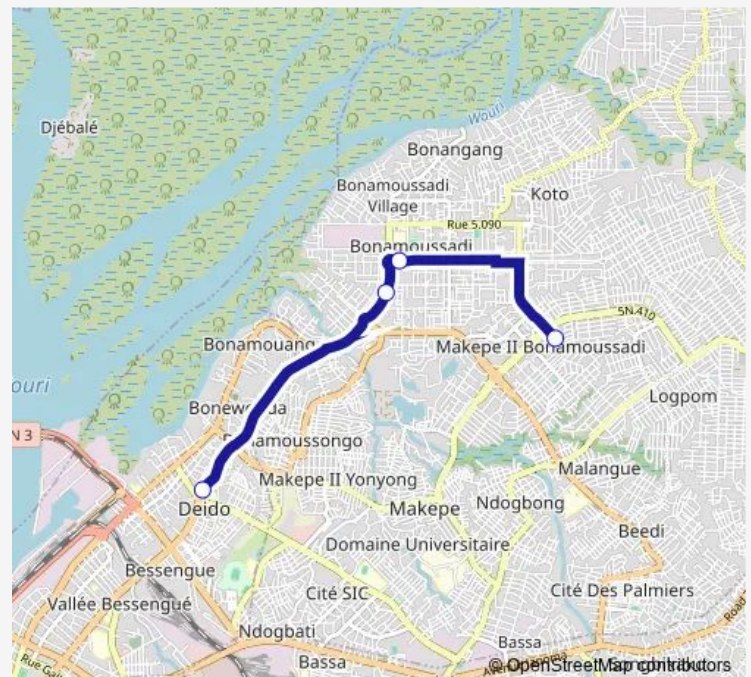 Djébalé
Wouri
Bonangang
Bonamoussadi
Village
Koto
Rue 5.090
Bonamoussadi
5N.410
Makepe II Bonamoussadi
Bonamouang
ouri
Logpom
N 3
Malangue
Makepe II Yonyong
Makepe
Ndogbong
Deido
Beedi
Domaine Universitaire
Bessengue
Cité SIC
Cité Des Palmiers
Vallée Bessengué
Ndogbati
Bassa
Bassa
Road
Rue Gall
© OpenStreetMap contributors